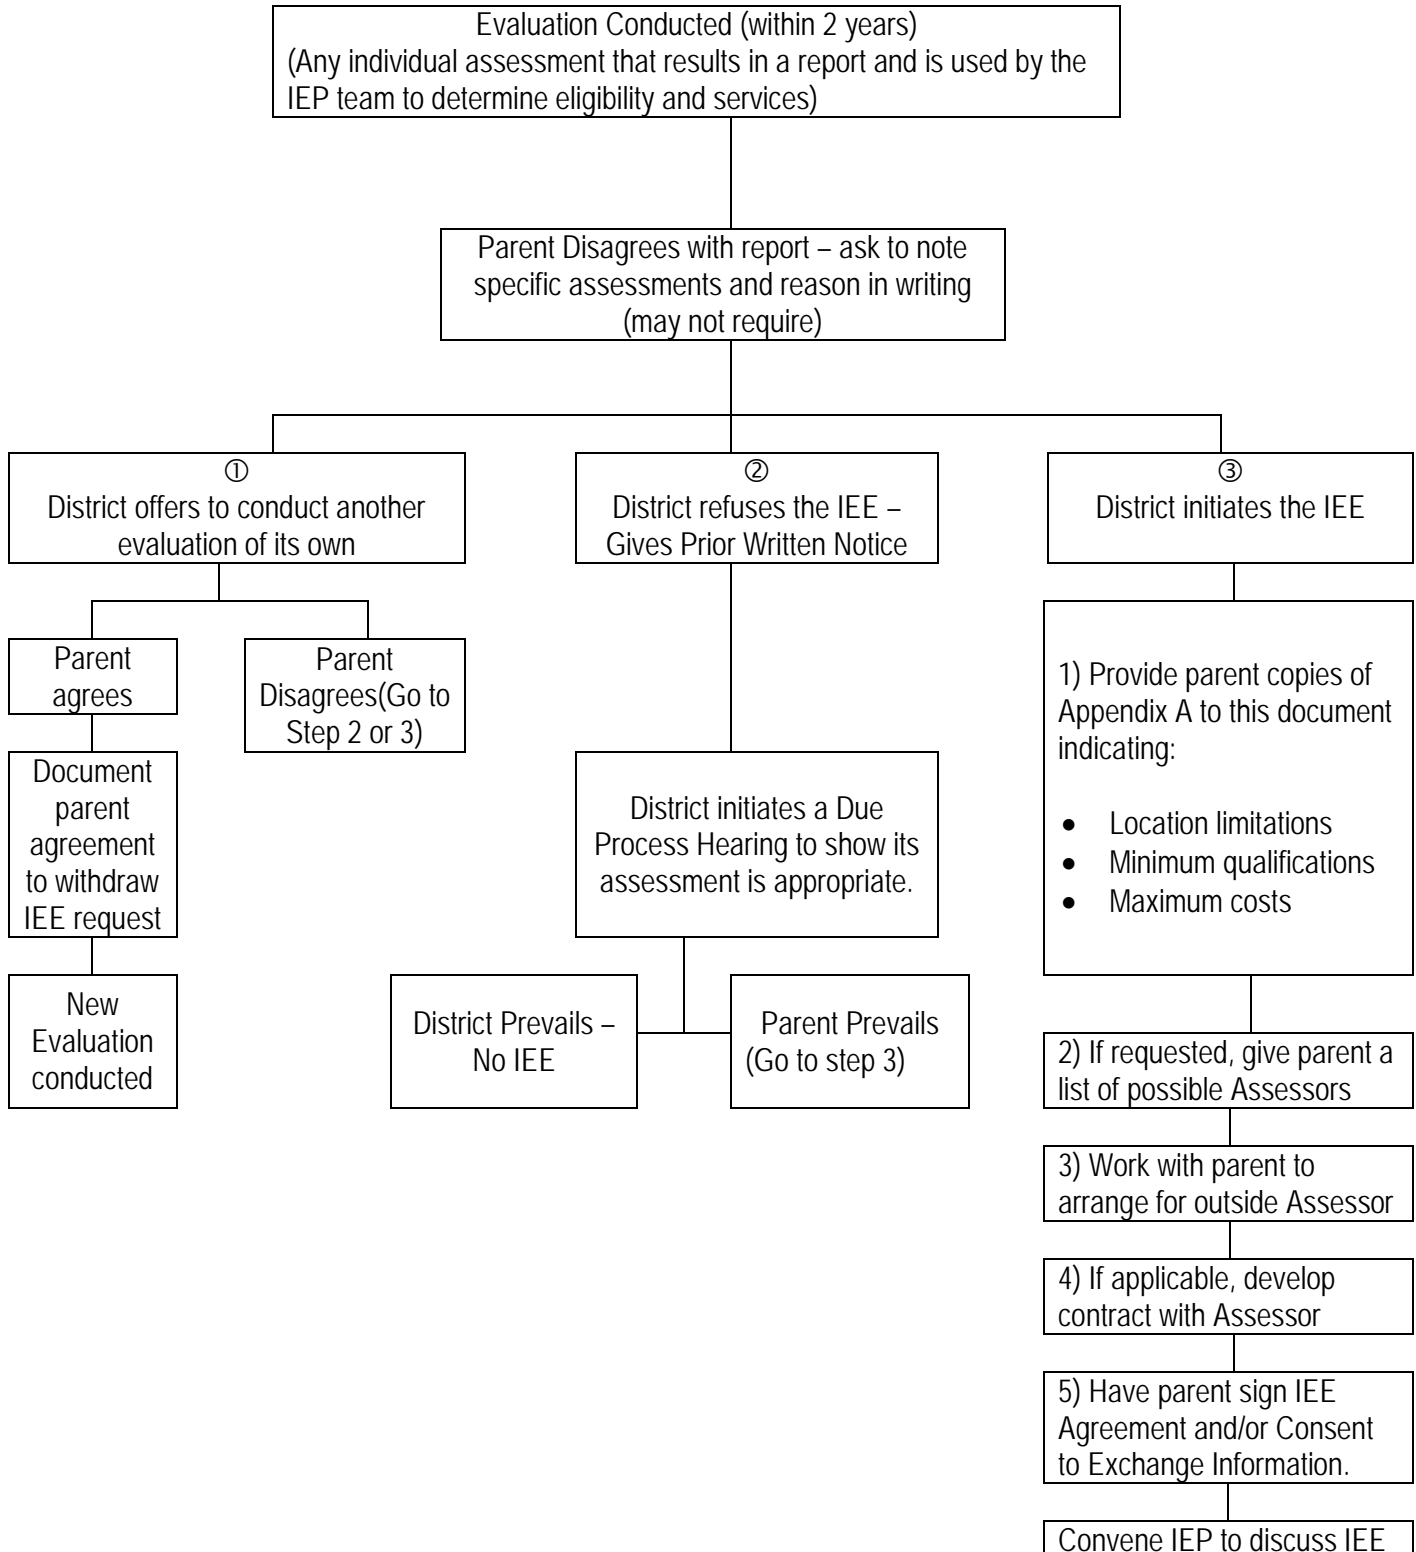 Evaluation Conducted (within 2 years)
(Any individual assessment that results in a report and is used by the
IEP team to determine eligibility and services)
Parent Disagrees with report – ask to note
specific assessments and reason in writing
(may not require)
①
District offers to conduct another
evaluation of its own
Parent
agrees
Document
parent
agreement
to withdraw
IEE request
New
Evaluation
conducted
Parent
Disagrees(Go to
Step 2 or 3)
②
District refuses the IEE –
Gives Prior Written Notice
District initiates a Due
Process Hearing to show its
assessment is appropriate.
District Prevails –
No IEE
Parent Prevails
(Go to step 3)
③
District initiates the IEE
1) Provide parent copies of
Appendix A to this document
indicating:
• Location limitations
• Minimum qualifications
• Maximum costs
2) If requested, give parent a
list of possible Assessors
3) Work with parent to
arrange for outside Assessor
4) If applicable, develop
contract with Assessor
5) Have parent sign IEE
Agreement and/or Consent
to Exchange Information.
Convene IEP to discuss IEE